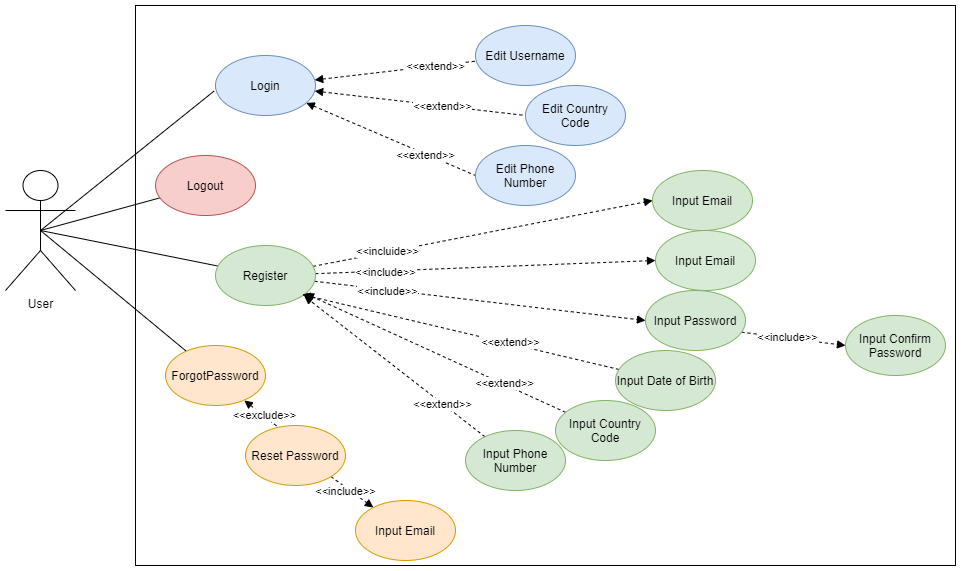 Edit Username
<<extend>>
Login
Edit Country
Code
<<extend>>
<<extend>>
Edit Phone
Number
Logout
Input Email
<<incluide>>
Register
<<include>>
Input Email
<<include>>
Input Password
<<include>>
Input Confirm
Password
User
<<extend>>
ForgotPassword
Input Date of Birth
<<extend>>
<<extend>>
<<exclude>>
Input Country
Code
Reset Password
Input Phone
Number
<<include>>
Input Email